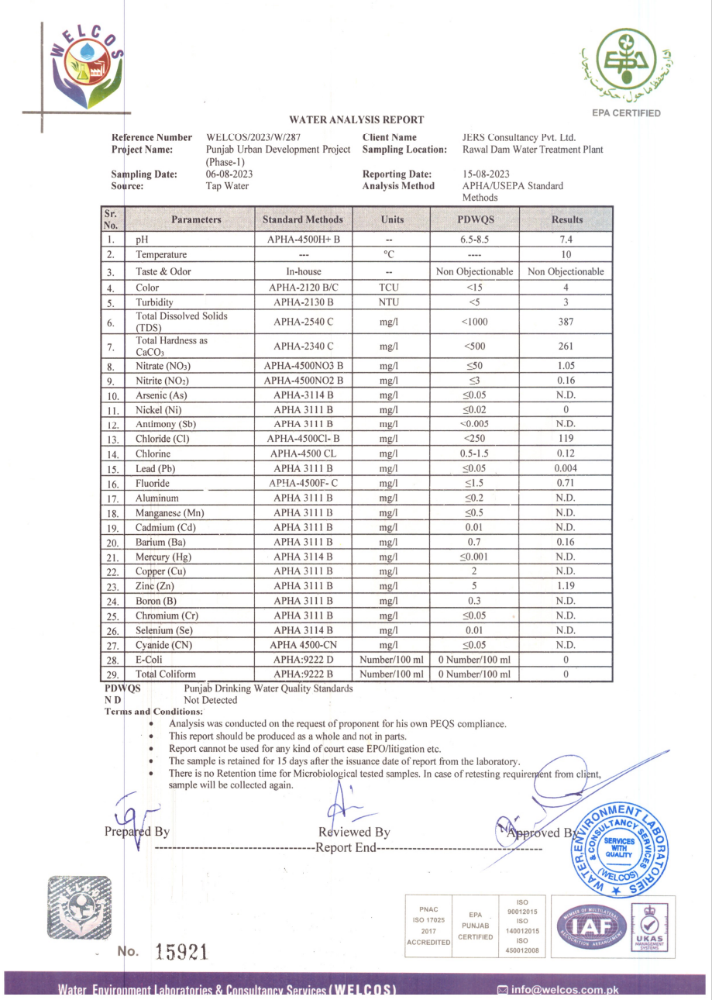 WELCOS
EPA
ادارہ تحفظ ماحول، حکومت پنجاب
EPA CERTIFIED
WATER ANALYSIS REPORT
Reference Number WELCOS/2023/W/287 Client Name JERS Consultancy Pvt. Ltd.
Project Name: Punjab Urban Development Project Sampling Location: Rawal Dam Water Treatment Plant
(Phase-1)
Sampling Date: 06-08-2023 Reporting Date: 15-08-2023
Source: Tap Water Analysis Method APHA/USEPA Standard
Methods
Sr. No. Parameters Standard Methods Units PDWQS Results
1. pH APHA-4500H+ B -- 6.5-8.5 7.4
2. Temperature --- °C ---- 10
3. Taste & Odor In-house -- Non Objectionable Non Objectionable
4. Color APHA-2120 B/C TCU <15 4
5. Turbidity APHA-2130 B NTU <5 3
6. Total Dissolved Solids (TDS) APHA-2540 C mg/l <1000 387
7. Total Hardness as CaCO₃ APHA-2340 C mg/l <500 261
8. Nitrate (NO₃) APHA-4500NO3 B mg/l ≤50 1.05
9. Nitrite (NO₂) APHA-4500NO2 B mg/l ≤3 0.16
10. Arsenic (As) APHA-3114 B mg/l ≤0.05 N.D.
11. Nickel (Ni) APHA 3111 B mg/l ≤0.02 0
12. Antimony (Sb) APHA 3111 B mg/l <0.005 N.D.
13. Chloride (Cl) APHA-4500Cl- B mg/l <250 119
14. Chlorine APHA-4500 CL mg/l 0.5-1.5 0.12
15. Lead (Pb) APHA 3111 B mg/l ≤0.05 0.004
16. Fluoride APHA-4500F- C mg/l ≤1.5 0.71
17. Aluminum APHA 3111 B mg/l ≤0.2 N.D.
18. Manganese (Mn) APHA 3111 B mg/l ≤0.5 N.D.
19. Cadmium (Cd) APHA 3111 B mg/l 0.01 N.D.
20. Barium (Ba) APHA 3111 B mg/l 0.7 0.16
21. Mercury (Hg) APHA 3114 B mg/l ≤0.001 N.D.
22. Copper (Cu) APHA 3111 B mg/l 2 N.D.
23. Zinc (Zn) APHA 3111 B mg/l 5 1.19
24. Boron (B) APHA 3111 B mg/l 0.3 N.D.
25. Chromium (Cr) APHA 3111 B mg/l ≤0.05 N.D.
26. Selenium (Se) APHA 3114 B mg/l 0.01 N.D.
27. Cyanide (CN) APHA 4500-CN mg/l ≤0.05 N.D.
28. E-Coli APHA:9222 D Number/100 ml 0 Number/100 ml 0
29. Total Coliform APHA:9222 B Number/100 ml 0 Number/100 ml 0
PDWQS Punjab Drinking Water Quality Standards
N D Not Detected
Terms and Conditions:
• Analysis was conducted on the request of proponent for his own PEQS compliance.
• This report should be produced as a whole and not in parts.
• Report cannot be used for any kind of court case EPO/litigation etc.
• The sample is retained for 15 days after the issuance date of report from the laboratory.
• There is no Retention time for Microbiological tested samples. In case of retesting requirement from client,
sample will be collected again.
Prepared By Reviewed By Approved By
---Report End---
WATER, ENVIRONMENT LABORATORIES
& CONSULTANCY SERVICES
SERVICES
WITH
QUALITY
(WELCOS)
PNAC
ISO 17025
2017
ACCREDITED
EPA
PUNJAB
CERTIFIED
ISO
90012015
ISO
140012015
ISO
450012008
MEMBER OF MULTILATERAL
IAF
RECOGNITION ARRANGEMENT
UKAS
MANAGEMENT
SYSTEMS
No. 15921
Water Environment Laboratories & Consultancy Services (WELCOS) info@welcos.com.pk